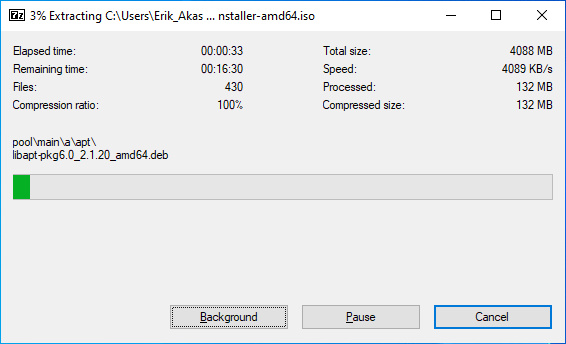 7z 3% Extracting C:\Users\Erik_Akas ... nstaller-amd64.iso
Elapsed time: 00:00:33 Total size: 4088 MB
Remaining time: 00:16:30 Speed: 4089 KB/s
Files: 430 Processed: 132 MB
Compression ratio: 100% Compressed size: 132 MB
pool\main\a\apt\
libapt-pkg6.0_2.1.20_amd64.deb
Background Pause Cancel